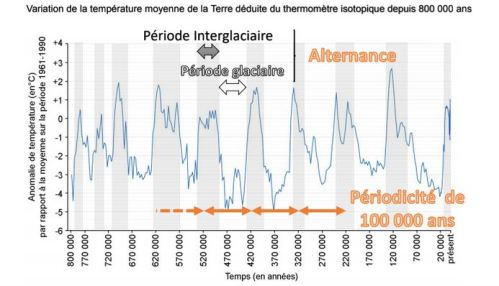 Variation de la température moyenne de la Terre déduite du thermomètre isotopique depuis 800 000 ans
Période Interglaciaire
Alternance
Période glaciaire
Anomalie de température (en°C)
par rapport à la moyenne sur la période 1961-1990
+4
+3
+2
+1
0
-1
-2
-3
-4
-5
-6
Périodicité de
100 000 ans
800 000
770 000
720 000
670 000
620 000
570 000
520 000
470 000
420 000
370 000
320 000
270 000
220 000
170 000
120 000
70 000
20 000
présent
Temps (en années)